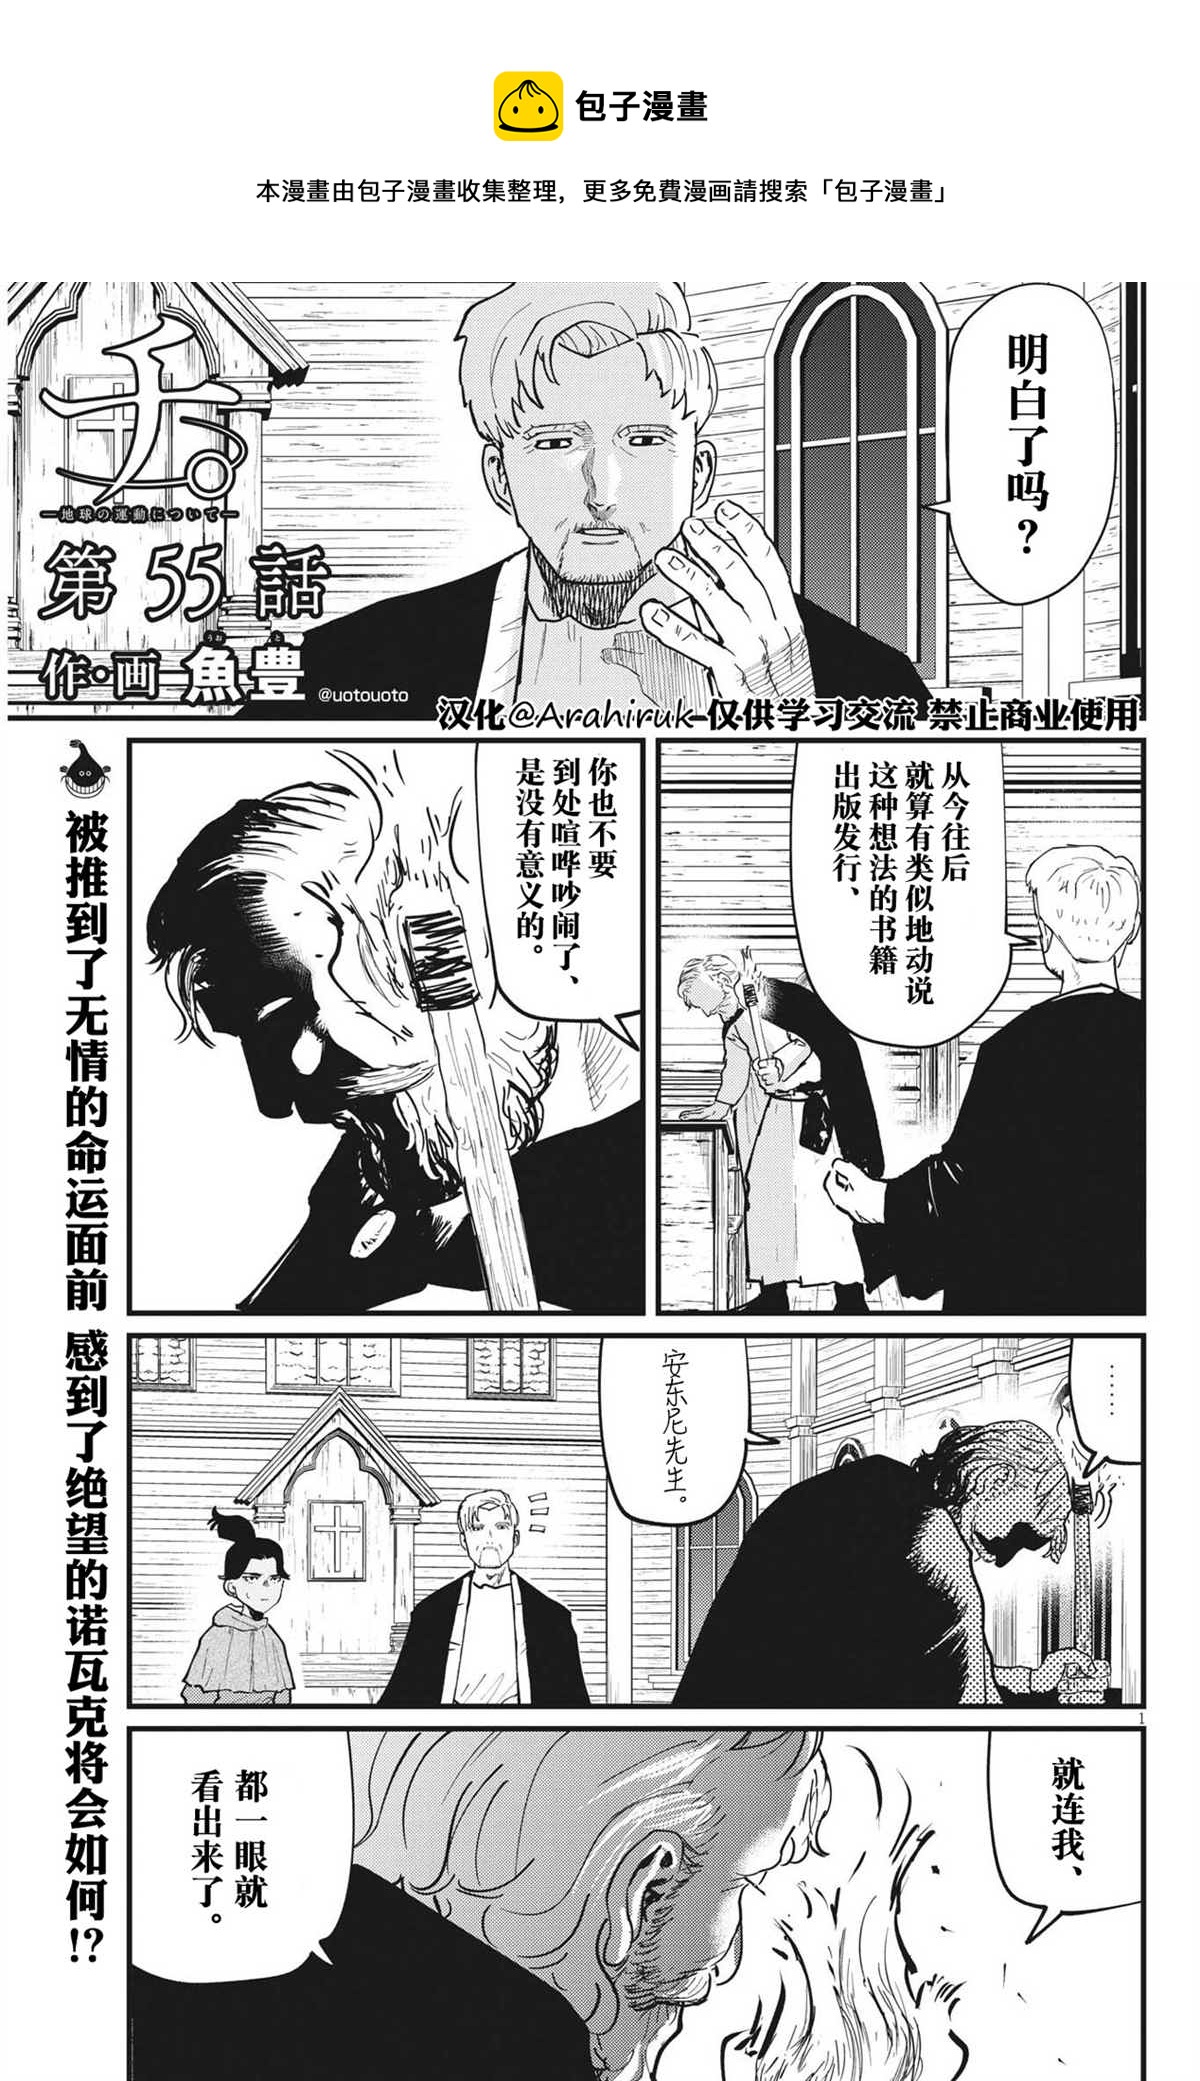 包子漫畫
本漫畫由包子漫畫收集整理，更多免費漫画請搜索「包子漫畫」
明白了吗？
チ。
—地球の運動について—
第55話
作・画 魚豊 @uotouoto
うお と
汉化@Arahiruk 仅供学习交流 禁止商业使用
从今往后
就算有类似地动说
这种想法的书籍
出版发行、
你也不要
到处喧哗吵闹了、
是没有意义的。
被推到了无情的命运面前 感到了绝望的诺瓦克将会如何!?
……
安东尼先生。
1
就连我、
都一眼就
看出来了。